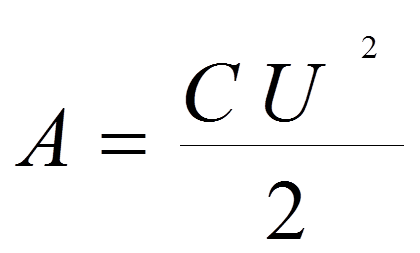 A = CU² / 2